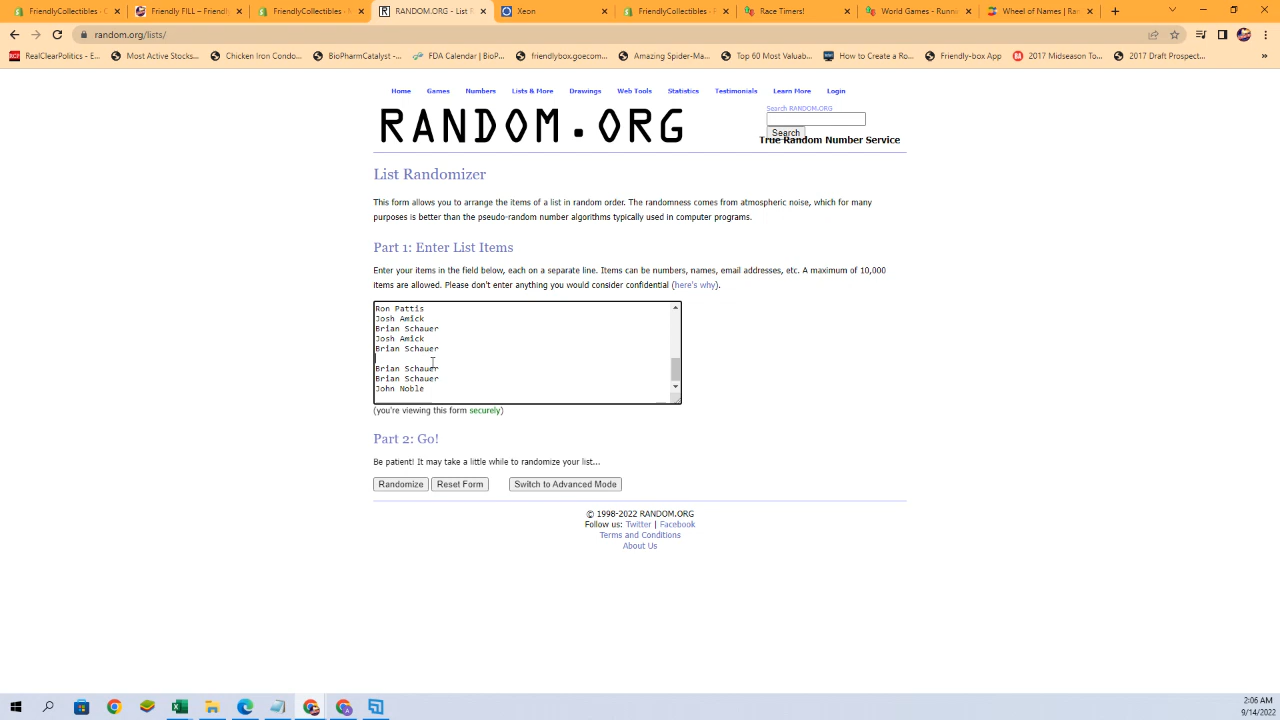 FriendlyCollectibles |
Friendly FILL – Friendly
FriendlyCollectibles |
RANDOM.ORG - List
Xeon
FriendlyCollectibles |
Race Time!
World Games - Runnin
Wheel of Names | Ran
random.org/lists/
RealClearPolitics - E...
Most Active Stocks...
Chicken Iron Condo...
BioPharmCatalyst -...
FDA Calendar | BioP...
friendlybox.goecom...
Amazing Spider-Ma...
Top 60 Most Valuab...
How to Create a Ro...
Friendly-box App
2017 Midseason To...
2017 Draft Prospect...
Home Games Numbers Lists & More Drawings Web Tools Statistics Testimonials Learn More Login
RANDOM.ORG
Search RANDOM.ORG
Search
True Random Number Service
List Randomizer
This form allows you to arrange the items of a list in random order. The randomness comes from atmospheric noise, which for many
purposes is better than the pseudo-random number algorithms typically used in computer programs.
Part 1: Enter List Items
Enter your items in the field below, each on a separate line. Items can be numbers, names, email addresses, etc. A maximum of 10,000
items are allowed. Please don't enter anything you would consider confidential (here's why).
Ron Pattis
Josh Amick
Brian Schauer
Josh Amick
Brian Schauer
Brian Schauer
Brian Schauer
John Noble
(you're viewing this form securely)
Part 2: Go!
Be patient! It may take a little while to randomize your list...
Randomize Reset Form Switch to Advanced Mode
© 1998-2022 RANDOM.ORG
Follow us: Twitter | Facebook
Terms and Conditions
About Us
2:06 AM
9/14/2022